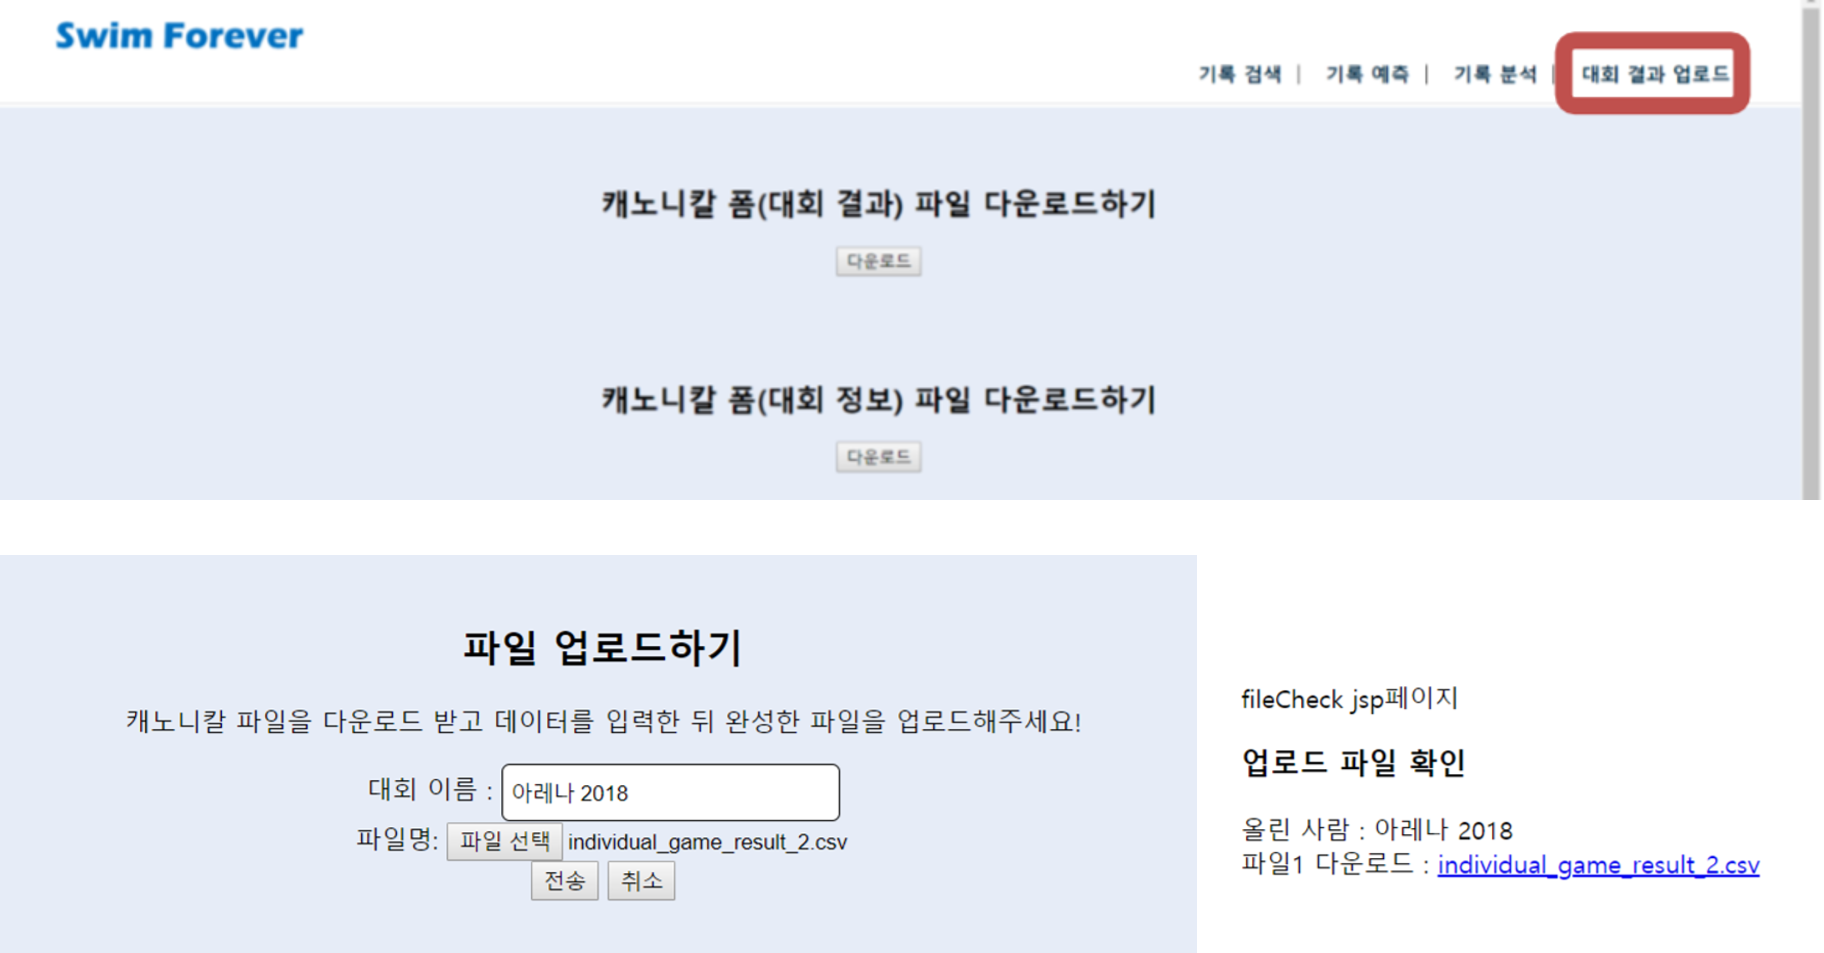 Swim Forever
기록 검색 | 기록 예측 | 기록 분석 | 대회 결과 업로드
캐노니칼 폼(대회 결과) 파일 다운로드하기
다운로드
캐노니칼 폼(대회 정보) 파일 다운로드하기
다운로드
파일 업로드하기
캐노니칼 파일을 다운로드 받고 데이터를 입력한 뒤 완성한 파일을 업로드해주세요!
대회 이름 : 아레나 2018
파일명: 파일 선택 individual_game_result_2.csv
전송 취소
fileCheck jsp페이지
업로드 파일 확인
올린 사람 : 아레나 2018
파일1 다운로드 : individual_game_result_2.csv